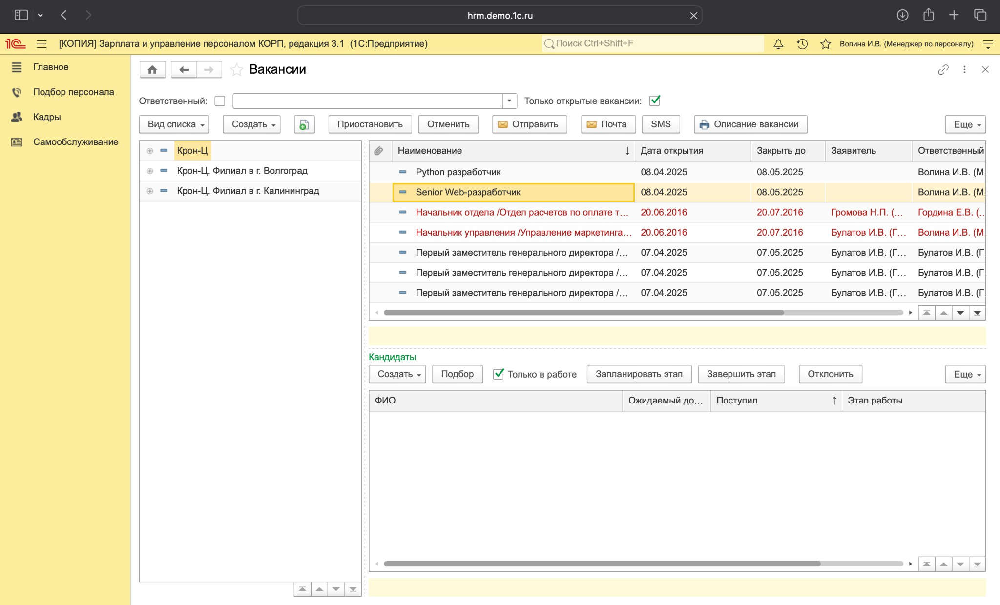 hrm.demo.1c.ru
1С [КОПИЯ] Зарплата и управление персоналом КОРП, редакция 3.1 (1С:Предприятие) Поиск Ctrl+Shift+F Волина И.В. (Менеджер по персоналу)
Главное
Подбор персонала
Кадры
Самообслуживание
Вакансии
Ответственный: Только открытые вакансии:
Вид списка Создать Приостановить Отменить Отправить Почта SMS Описание вакансии Еще
Крон-Ц
Крон-Ц. Филиал в г. Волгоград
Крон-Ц. Филиал в г. Калининград
Наименование Дата открытия Закрыть до Заявитель Ответственный
Python разработчик 08.04.2025 08.05.2025 Волина И.В. (М.
Senior Web-разработчик 08.04.2025 08.05.2025 Волина И.В. (М.
Начальник отдела /Отдел расчетов по оплате т... 20.06.2016 20.07.2016 Громова Н.П. (... Гордина Е.В. (..
Начальник управления /Управление маркетинга... 20.06.2016 20.07.2016 Булатов И.В. (Г... Волина И.В. (М.
Первый заместитель генерального директора /... 07.04.2025 07.05.2025 Булатов И.В. (Г... Булатов И.В. (Г.
Первый заместитель генерального директора /... 07.04.2025 07.05.2025 Булатов И.В. (Г... Булатов И.В. (Г.
Первый заместитель генерального директора /... 07.04.2025 07.05.2025 Булатов И.В. (Г... Булатов И.В. (Г.
Кандидаты
Создать Подбор Только в работе Запланировать этап Завершить этап Отклонить Еще
ФИО Ожидаемый до... Поступил Этап работы